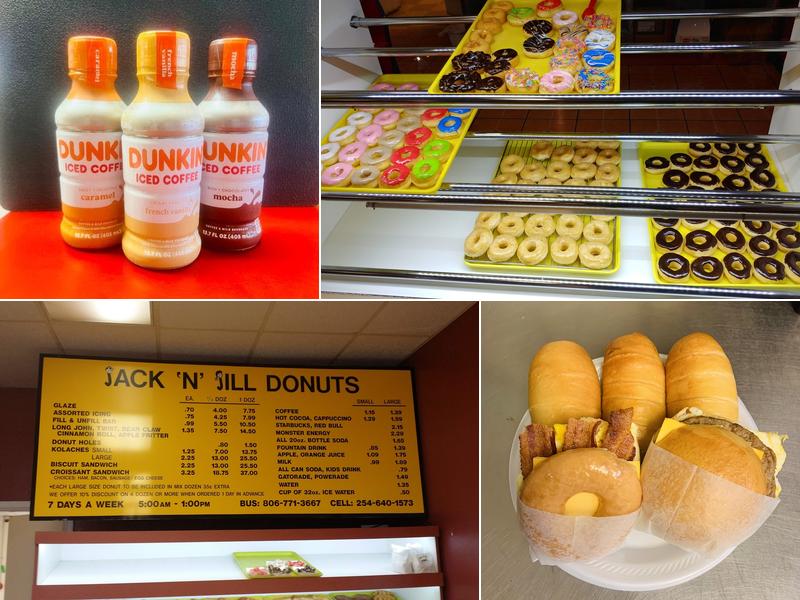 caramel
french vanilla
mocha
DUNKIN
ICED COFFEE
caramel
DUNKIN'
ICED COFFEE
french vanilla
DUNKIN'
ICED COFFEE
mocha
13.7 FL OZ (405 mL)
JACK 'N' JILL DONUTS
EA. 1/2 DOZ 1 DOZ
GLAZE .70 4.00 7.75
ASSORTED ICING .75 4.25 7.99
FILL & UNFILL BAR .99 5.50 10.50
LONG JOHN, TWIST, BEAR CLAW 1.35 7.50 14.50
CINNAMON ROLL, APPLE FRITTER
DONUT HOLES .80 1.50
KOLACHES SMALL 1.25 7.00 13.75
LARGE 2.25 13.00 25.50
BISCUIT SANDWICH 2.25 13.00 25.50
CROISSANT SANDWICH 3.25 18.75 37.00
CHOICES: HAM, BACON, SAUSAGE / EGG CHEESE
*EACH LARGE SIZE DONUT TO BE INCLUDED IN MIX DOZEN 35¢ EXTRA
WE OFFER 10% DISCOUNT ON 4 DOZEN OR MORE WHEN ORDERED 1 DAY IN ADVANCE
SMALL LARGE
COFFEE 1.15 1.39
HOT COCOA, CAPPUCCINO 1.29 1.59
STARBUCKS, RED BULL 2.15
MONSTER ENERGY 2.29
ALL 20oz. BOTTLE SODA 1.65
FOUNTAIN DRINK .85 1.39
APPLE, ORANGE JUICE 1.09 1.75
MILK .99 1.69
ALL CAN SODA, KIDS DRINK .79
GATORADE, POWERADE 1.49
WATER 1.25
CUP OF 32oz. ICE WATER .50
7 DAYS A WEEK 5:00AM - 1:00PM BUS: 806-771-3667 CELL: 254-640-1573